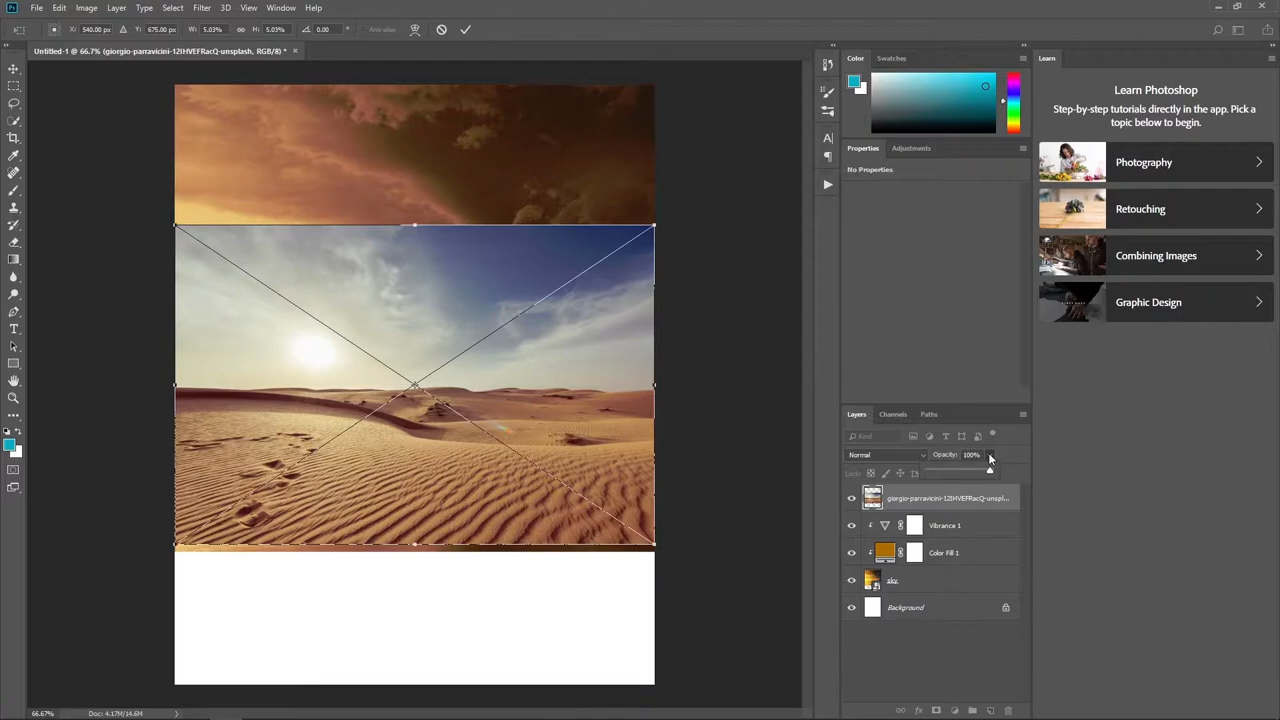 Ps File Edit Image Layer Type Select Filter 3D View Window Help
X: 540.00 px Y: 675.00 px W: 5.03% H: 5.03% 0.00 ° Anti-alias
Untitled-1 @ 66.7% (giorgio-parravicini-12IHVEFRacQ-unsplash, RGB/8) * ×
Color Swatches
Learn
Learn Photoshop
Step-by-step tutorials directly in the app. Pick a
topic below to begin.
Properties Adjustments
No Properties
Photography
Retouching
Combining Images
Graphic Design
Layers Channels Paths
Kind
Normal Opacity: 100%
Lock:
giorgio-parravicini-12IHVEFRacQ-unspl...
Vibrance 1
Color Fill 1
sky.
Background
66.67% Doc: 4.17M/14.6M